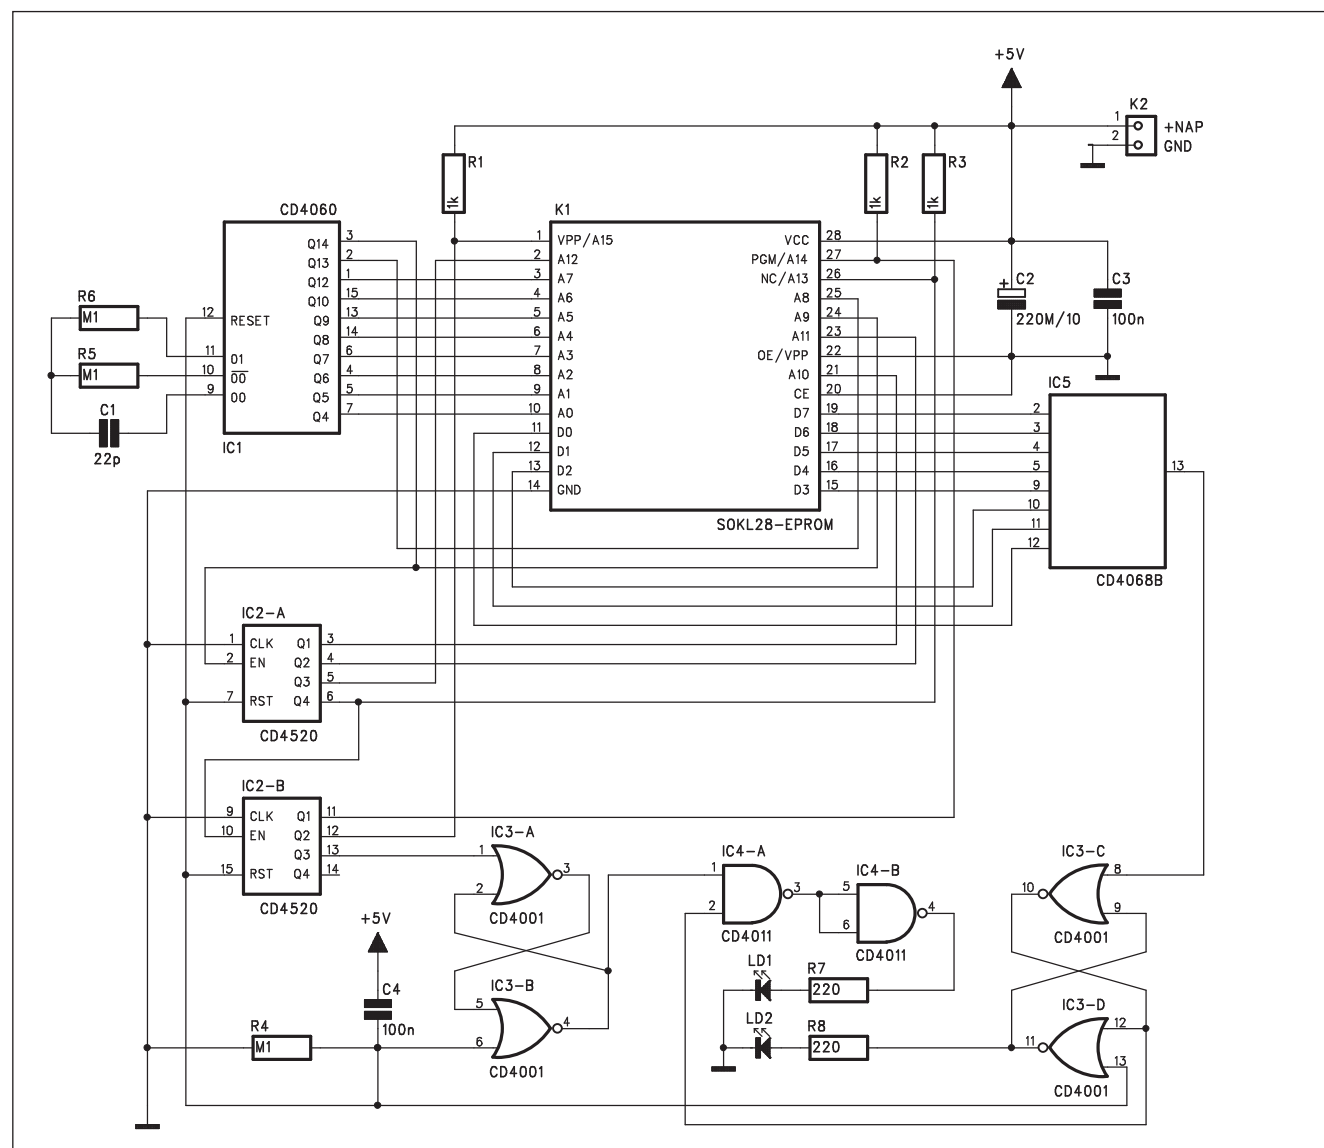 +5V
K2
1
+NAP
2
GND
R1
1k
R2
1k
R3
1k
CD4060
Q14 3
Q13 2
Q12 1
Q10 15
Q9 13
Q8 14
Q7 6
Q6 4
Q5 5
Q4 7
12 RESET
11 O1
10 OO
9 OO
IC1
R6
M1
R5
M1
C1
22p
K1
1 VPP/A15
2 A12
3 A7
4 A6
5 A5
6 A4
7 A3
8 A2
9 A1
10 A0
11 D0
12 D1
13 D2
14 GND
VCC 28
PGM/A14 27
NC/A13 26
A8 25
A9 24
A11 23
OE/VPP 22
A10 21
CE 20
D7 19
D6 18
D5 17
D4 16
D3 15
SOKL28-EPROM
+
C2
220M/10
C3
100n
IC5
2
3
4
5
9
10
11
12
13
CD4068B
IC2-A
1 CLK Q1 3
2 EN Q2 4
Q3 5
7 RST Q4 6
CD4520
IC2-B
9 CLK Q1 11
10 EN Q2 12
Q3 13
15 RST Q4 14
CD4520
IC3-A
1
2
3
CD4001
IC3-B
5
6
4
CD4001
+5V
C4
100n
R4
M1
IC4-A
1
2
3
CD4011
IC4-B
5
6
4
CD4011
LD1
R7
220
LD2
R8
220
IC3-C
8
9
10
CD4001
IC3-D
12
13
11
CD4001